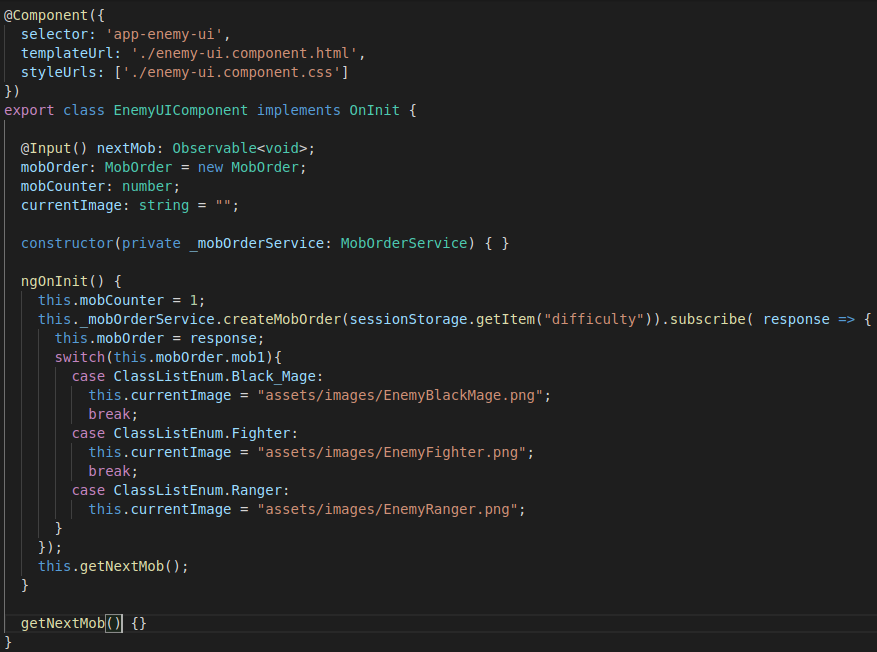 @Component({
  selector: 'app-enemy-ui',
  templateUrl: './enemy-ui.component.html',
  styleUrls: ['./enemy-ui.component.css']
})
export class EnemyUIComponent implements OnInit {

  @Input() nextMob: Observable<void>;
  mobOrder: MobOrder = new MobOrder;
  mobCounter: number;
  currentImage: string = "";

  constructor(private _mobOrderService: MobOrderService) { }

  ngOnInit() {
    this.mobCounter = 1;
    this._mobOrderService.createMobOrder(sessionStorage.getItem("difficulty")).subscribe( response => {
      this.mobOrder = response;
      switch(this.mobOrder.mob1){
        case ClassListEnum.Black_Mage:
          this.currentImage = "assets/images/EnemyBlackMage.png";
          break;
        case ClassListEnum.Fighter:
          this.currentImage = "assets/images/EnemyFighter.png";
          break;
        case ClassListEnum.Ranger:
          this.currentImage = "assets/images/EnemyRanger.png";
      }
    });
    this.getNextMob();
  }

  getNextMob() {}
}